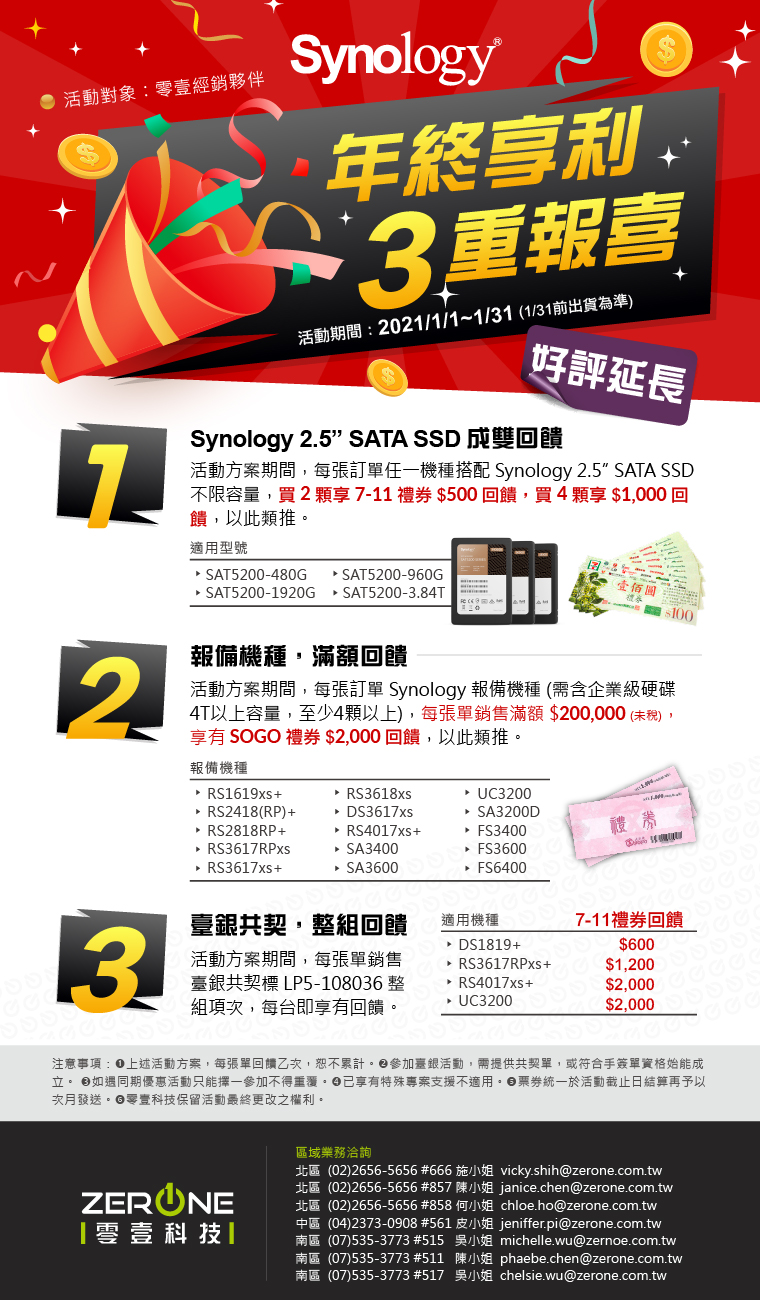 Synology®
活動對象：零壹經銷夥伴
年終享利
3重報喜
活動期間：2021/1/1~1/31 (1/31前出貨為準)
好評延長
1
Synology 2.5” SATA SSD 成雙回饋
活動方案期間，每張訂單任一機種搭配 Synology 2.5” SATA SSD
不限容量，買 2 顆享 7-11 禮券 $500 回饋，買 4 顆享 $1,000 回
饋，以此類推。
適用型號
‣ SAT5200-480G ‣ SAT5200-960G
‣ SAT5200-1920G ‣ SAT5200-3.84T
壹佰圓
禮券
$100
2
報備機種，滿額回饋
活動方案期間，每張訂單 Synology 報備機種 (需含企業級硬碟
4T以上容量，至少4顆以上)，每張單銷售滿額 $200,000 (未稅)，
享有 SOGO 禮券 $2,000 回饋，以此類推。
報備機種
‣ RS1619xs+ ‣ RS3618xs ‣ UC3200
‣ RS2418(RP)+ ‣ DS3617xs ‣ SA3200D
‣ RS2818RP+ ‣ RS4017xs+ ‣ FS3400
‣ RS3617RPxs ‣ SA3400 ‣ FS3600
‣ RS3617xs+ ‣ SA3600 ‣ FS6400
禮券
3
臺銀共契，整組回饋
活動方案期間，每張單銷售
臺銀共契標 LP5-108036 整
組項次，每台即享有回饋。
適用機種 7-11禮券回饋
‣ DS1819+ $600
‣ RS3617RPxs+ $1,200
‣ RS4017xs+ $2,000
‣ UC3200 $2,000
注意事項：❶上述活動方案，每張單回饋乙次，恕不累計。❷參加臺銀活動，需提供共契單，或符合手簽單資格始能成
立。 ❸如遇同期優惠活動只能擇一參加不得重覆。❹已享有特殊專案支援不適用。❺票券統一於活動截止日結算再予以
次月發送。❻零壹科技保留活動最終更改之權利。
ZERONE
零壹科技
區域業務洽詢
北區 (02)2656-5656 #666 施小姐 vicky.shih@zerone.com.tw
北區 (02)2656-5656 #857 陳小姐 janice.chen@zerone.com.tw
北區 (02)2656-5656 #858 何小姐 chloe.ho@zerone.com.tw
中區 (04)2373-0908 #561 皮小姐 jeniffer.pi@zerone.com.tw
南區 (07)535-3773 #515 吳小姐 michelle.wu@zernoe.com.tw
南區 (07)535-3773 #511 陳小姐 phaebe.chen@zerone.com.tw
南區 (07)535-3773 #517 吳小姐 chelsie.wu@zerone.com.tw